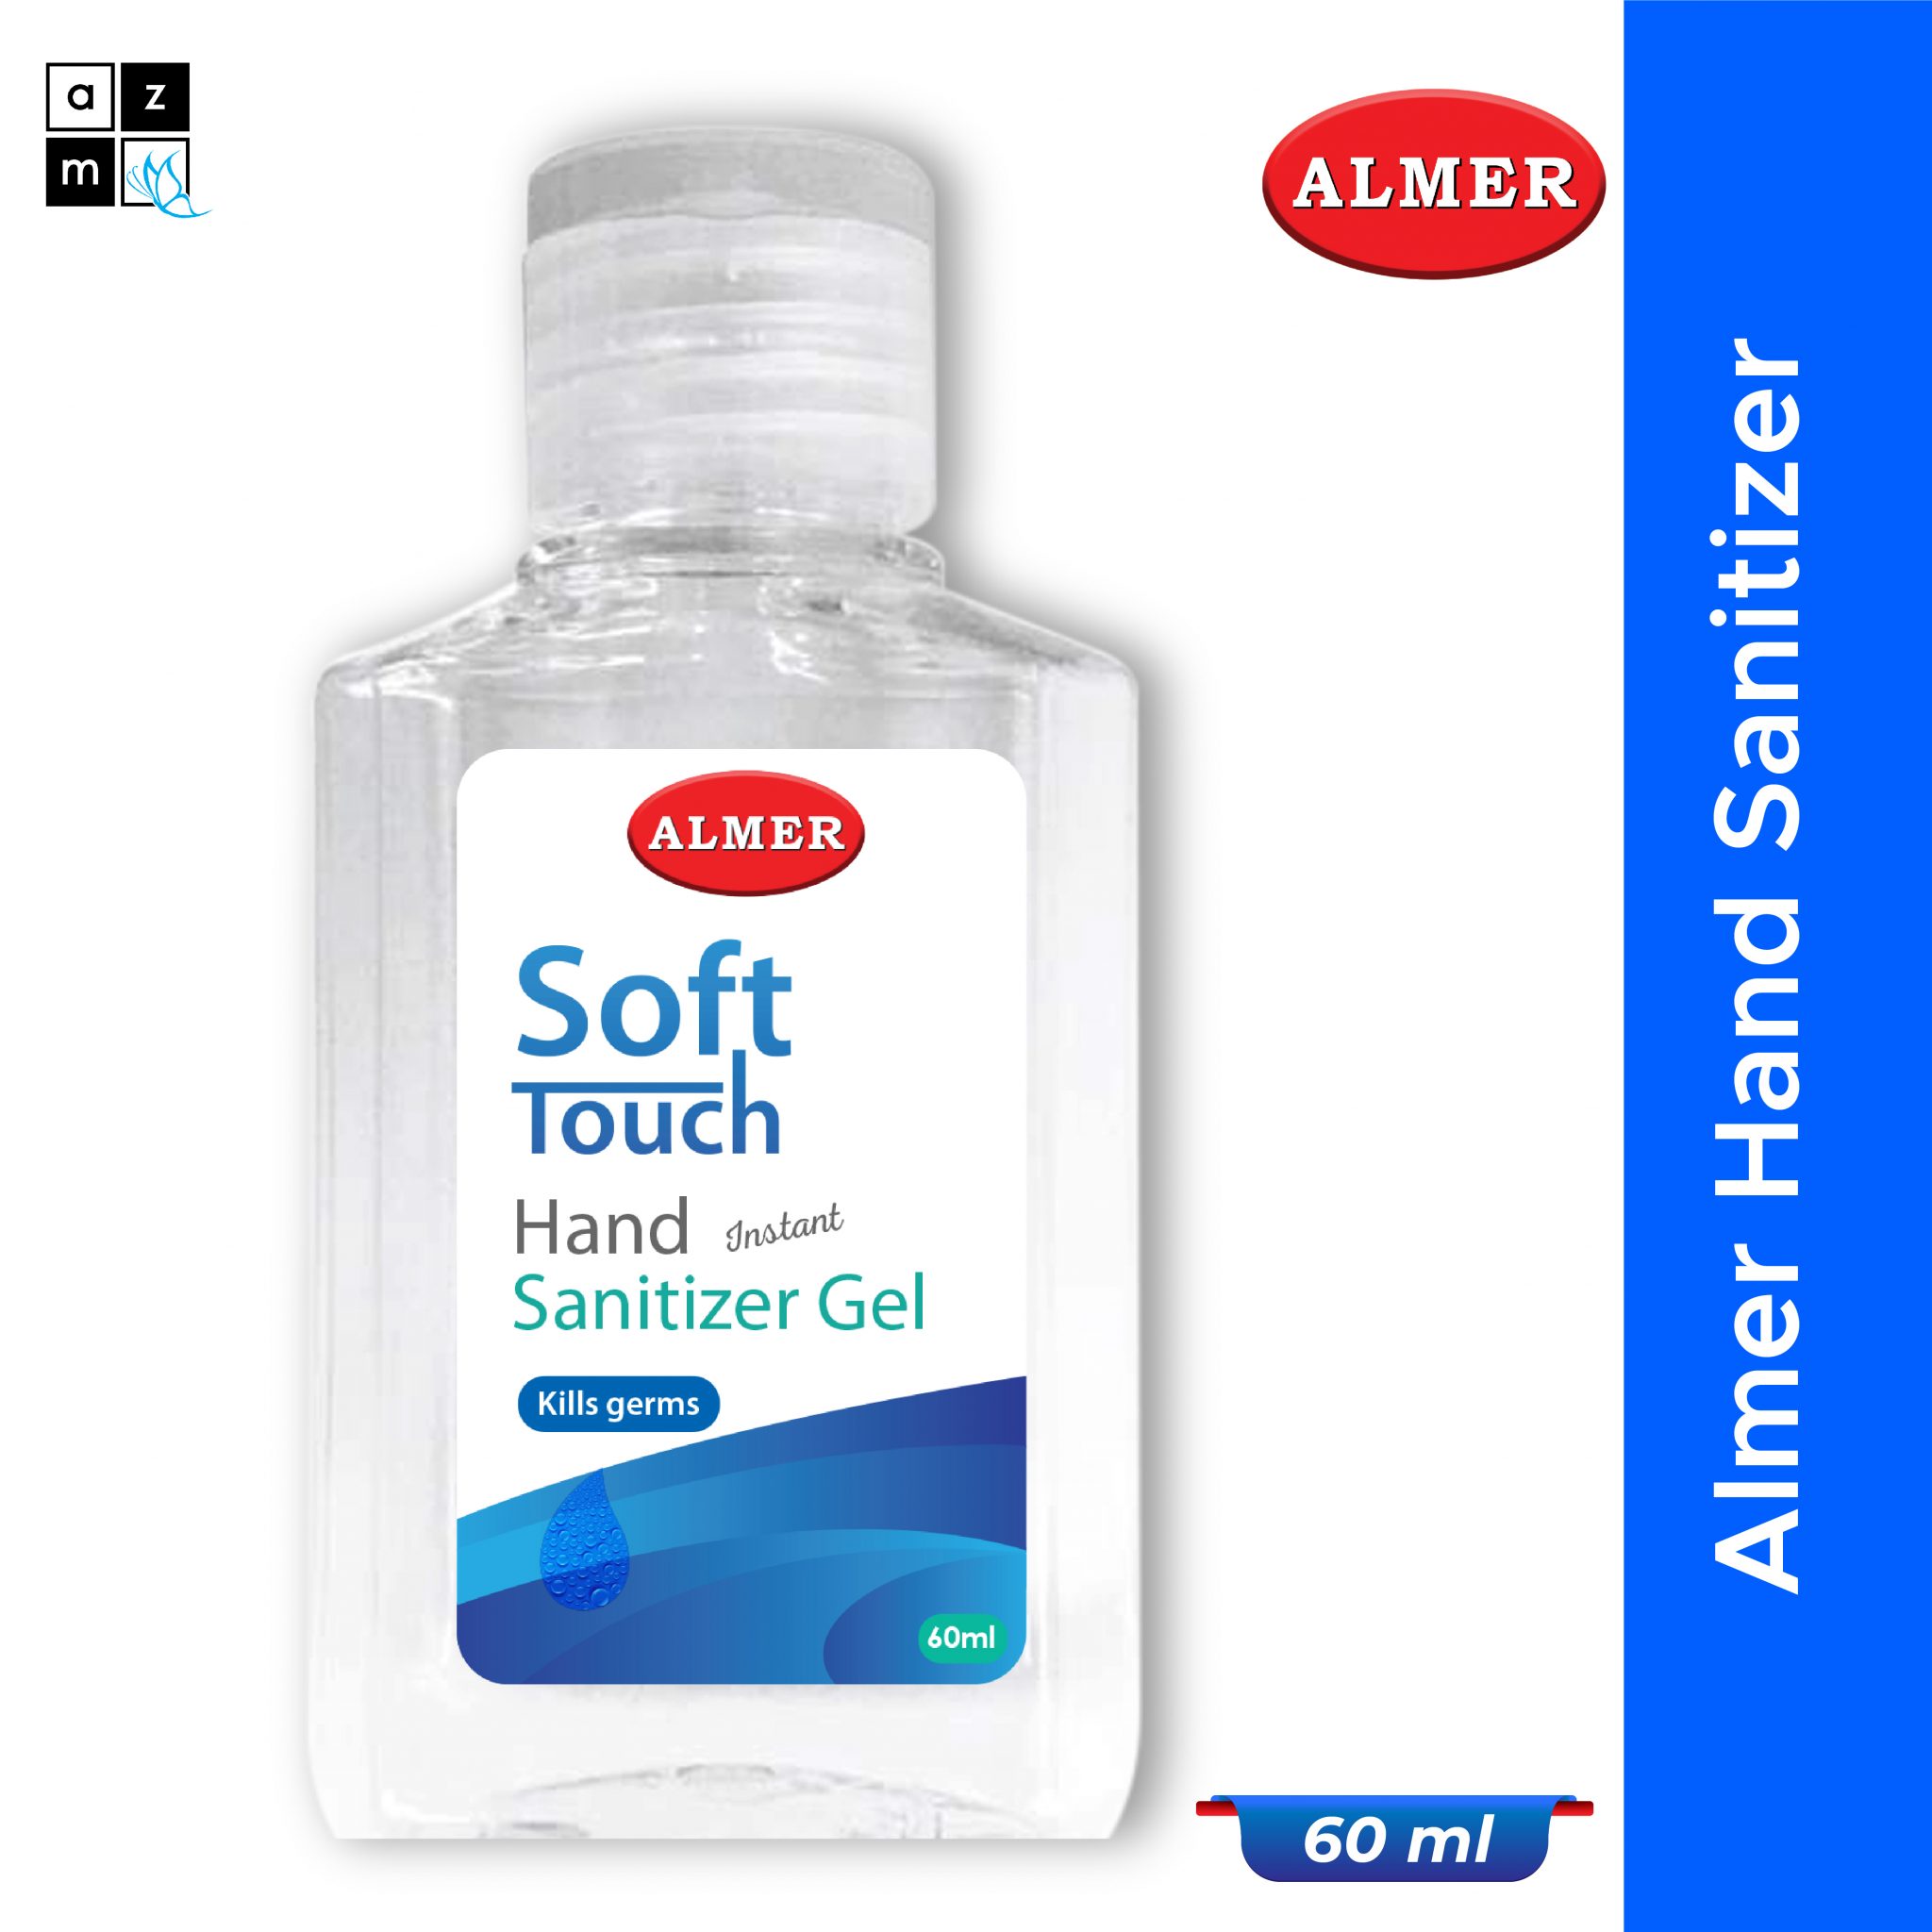 a z
m
ALMER
ALMER
Soft
Touch
Hand Instant
Sanitizer Gel
Kills germs
60ml
60 ml
Almer Hand Sanitizer